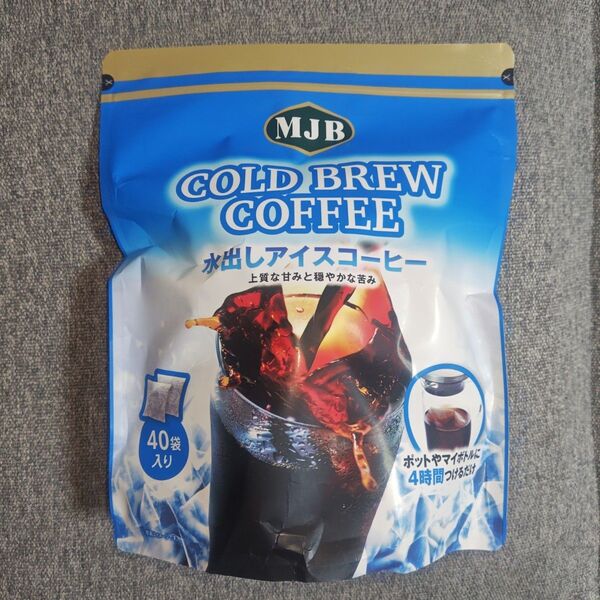 MJB
COLD BREW
COFFEE
水出しアイスコーヒー
上質な甘みと穏やかな苦み
40袋
入り
ポットやマイボトルに
4時間つけるだけ